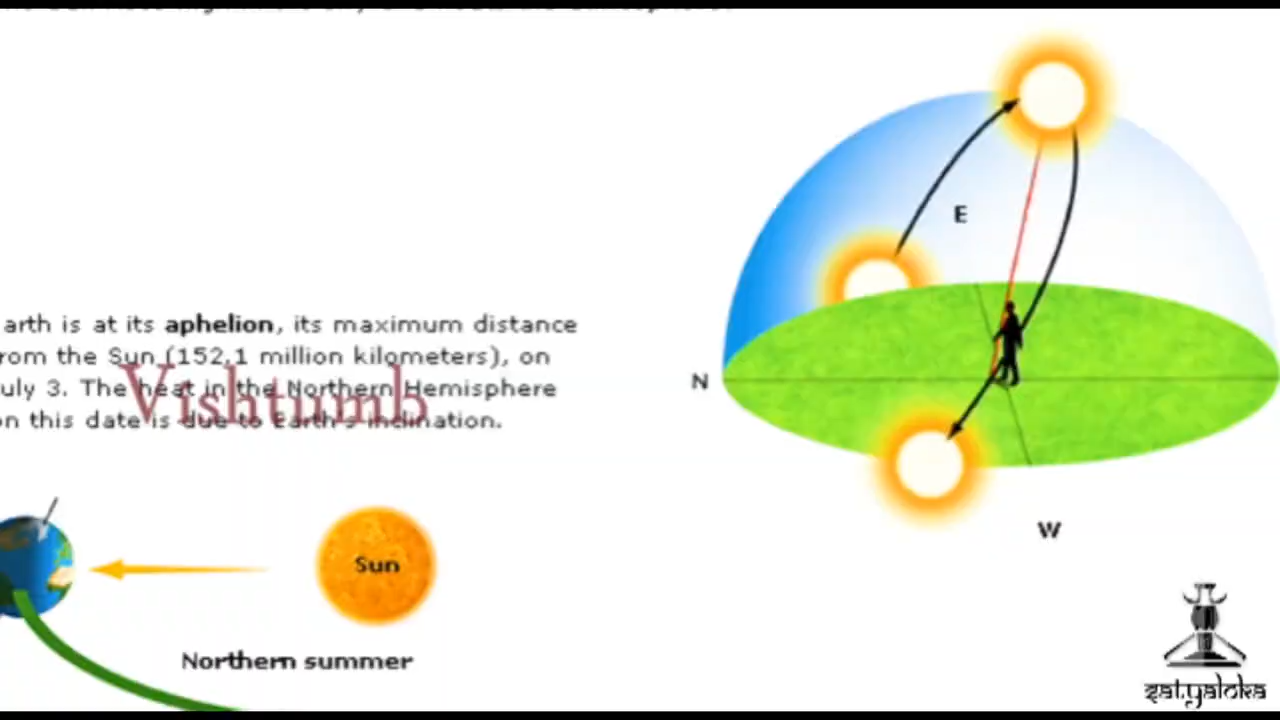 E
arth is at its aphelion, its maximum distance
rom the Sun (152.1 million kilometers), on
uly 3. The heat in the Northern Hemisphere
on this date is due to Earth's inclination.
Vishtumb
N
Sun
W
Northern summer
satyaloka